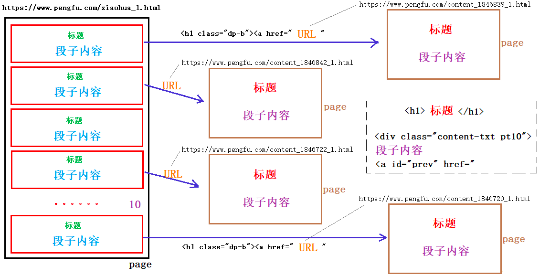 https://www.pengfu.com/xiaohua_1.html
标题
段子内容
标题
段子内容
标题
段子内容
标题
段子内容
······ 10
标题
段子内容
page
<h1 class="dp-b"><a href=" URL "
https://www.pengfu.com/content_1845939_1.html
标题
段子内容
page
URL
https://www.pengfu.com/content_1846842_1.html
标题
段子内容
page
<h1> 标题 </h1>
<div class="content-txt pt10">
段子内容
<a id="prev" href="
URL
https://www.pengfu.com/content_1846722_1.html
标题
段子内容
page
<h1 class="dp-b"><a href=" URL "
https://www.pengfu.com/content_1846720_1.html
标题
段子内容
page